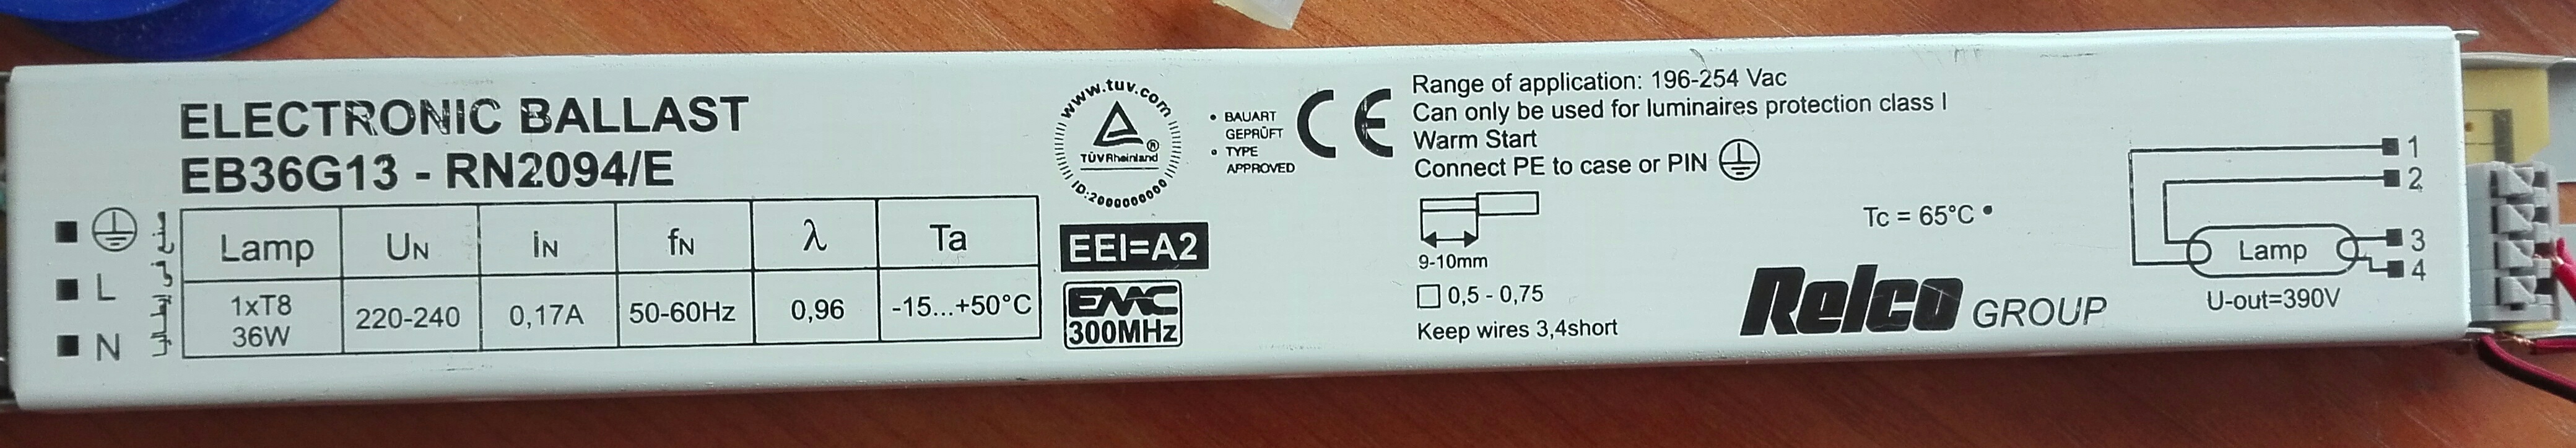 ELECTRONIC BALLAST
EB36G13 - RN2094/E
L
N
Lamp UN iN fN λ Ta
1xT8 36W 220-240 0,17A 50-60Hz 0,96 -15...+50°C
www.tuv.com
TÜVRheinland ®
ID:2000000000
• BAUART
GEPRÜFT
• TYPE
APPROVED
CE
EEI=A2
EMC
300MHz
Range of application: 196-254 Vac
Can only be used for luminaires protection class I
Warm Start
Connect PE to case or PIN
9-10mm
0,5 - 0,75
Keep wires 3,4short
Tc = 65°C •
Relco GROUP
1
2
3
4
Lamp
U-out=390V